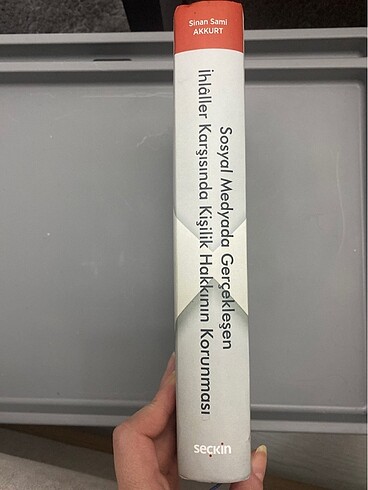 Sinan Sami
AKKURT
Sosyal Medyada Gerçekleşen
İhlâller Karşısında Kişilik Hakkının Korunması
seçkin